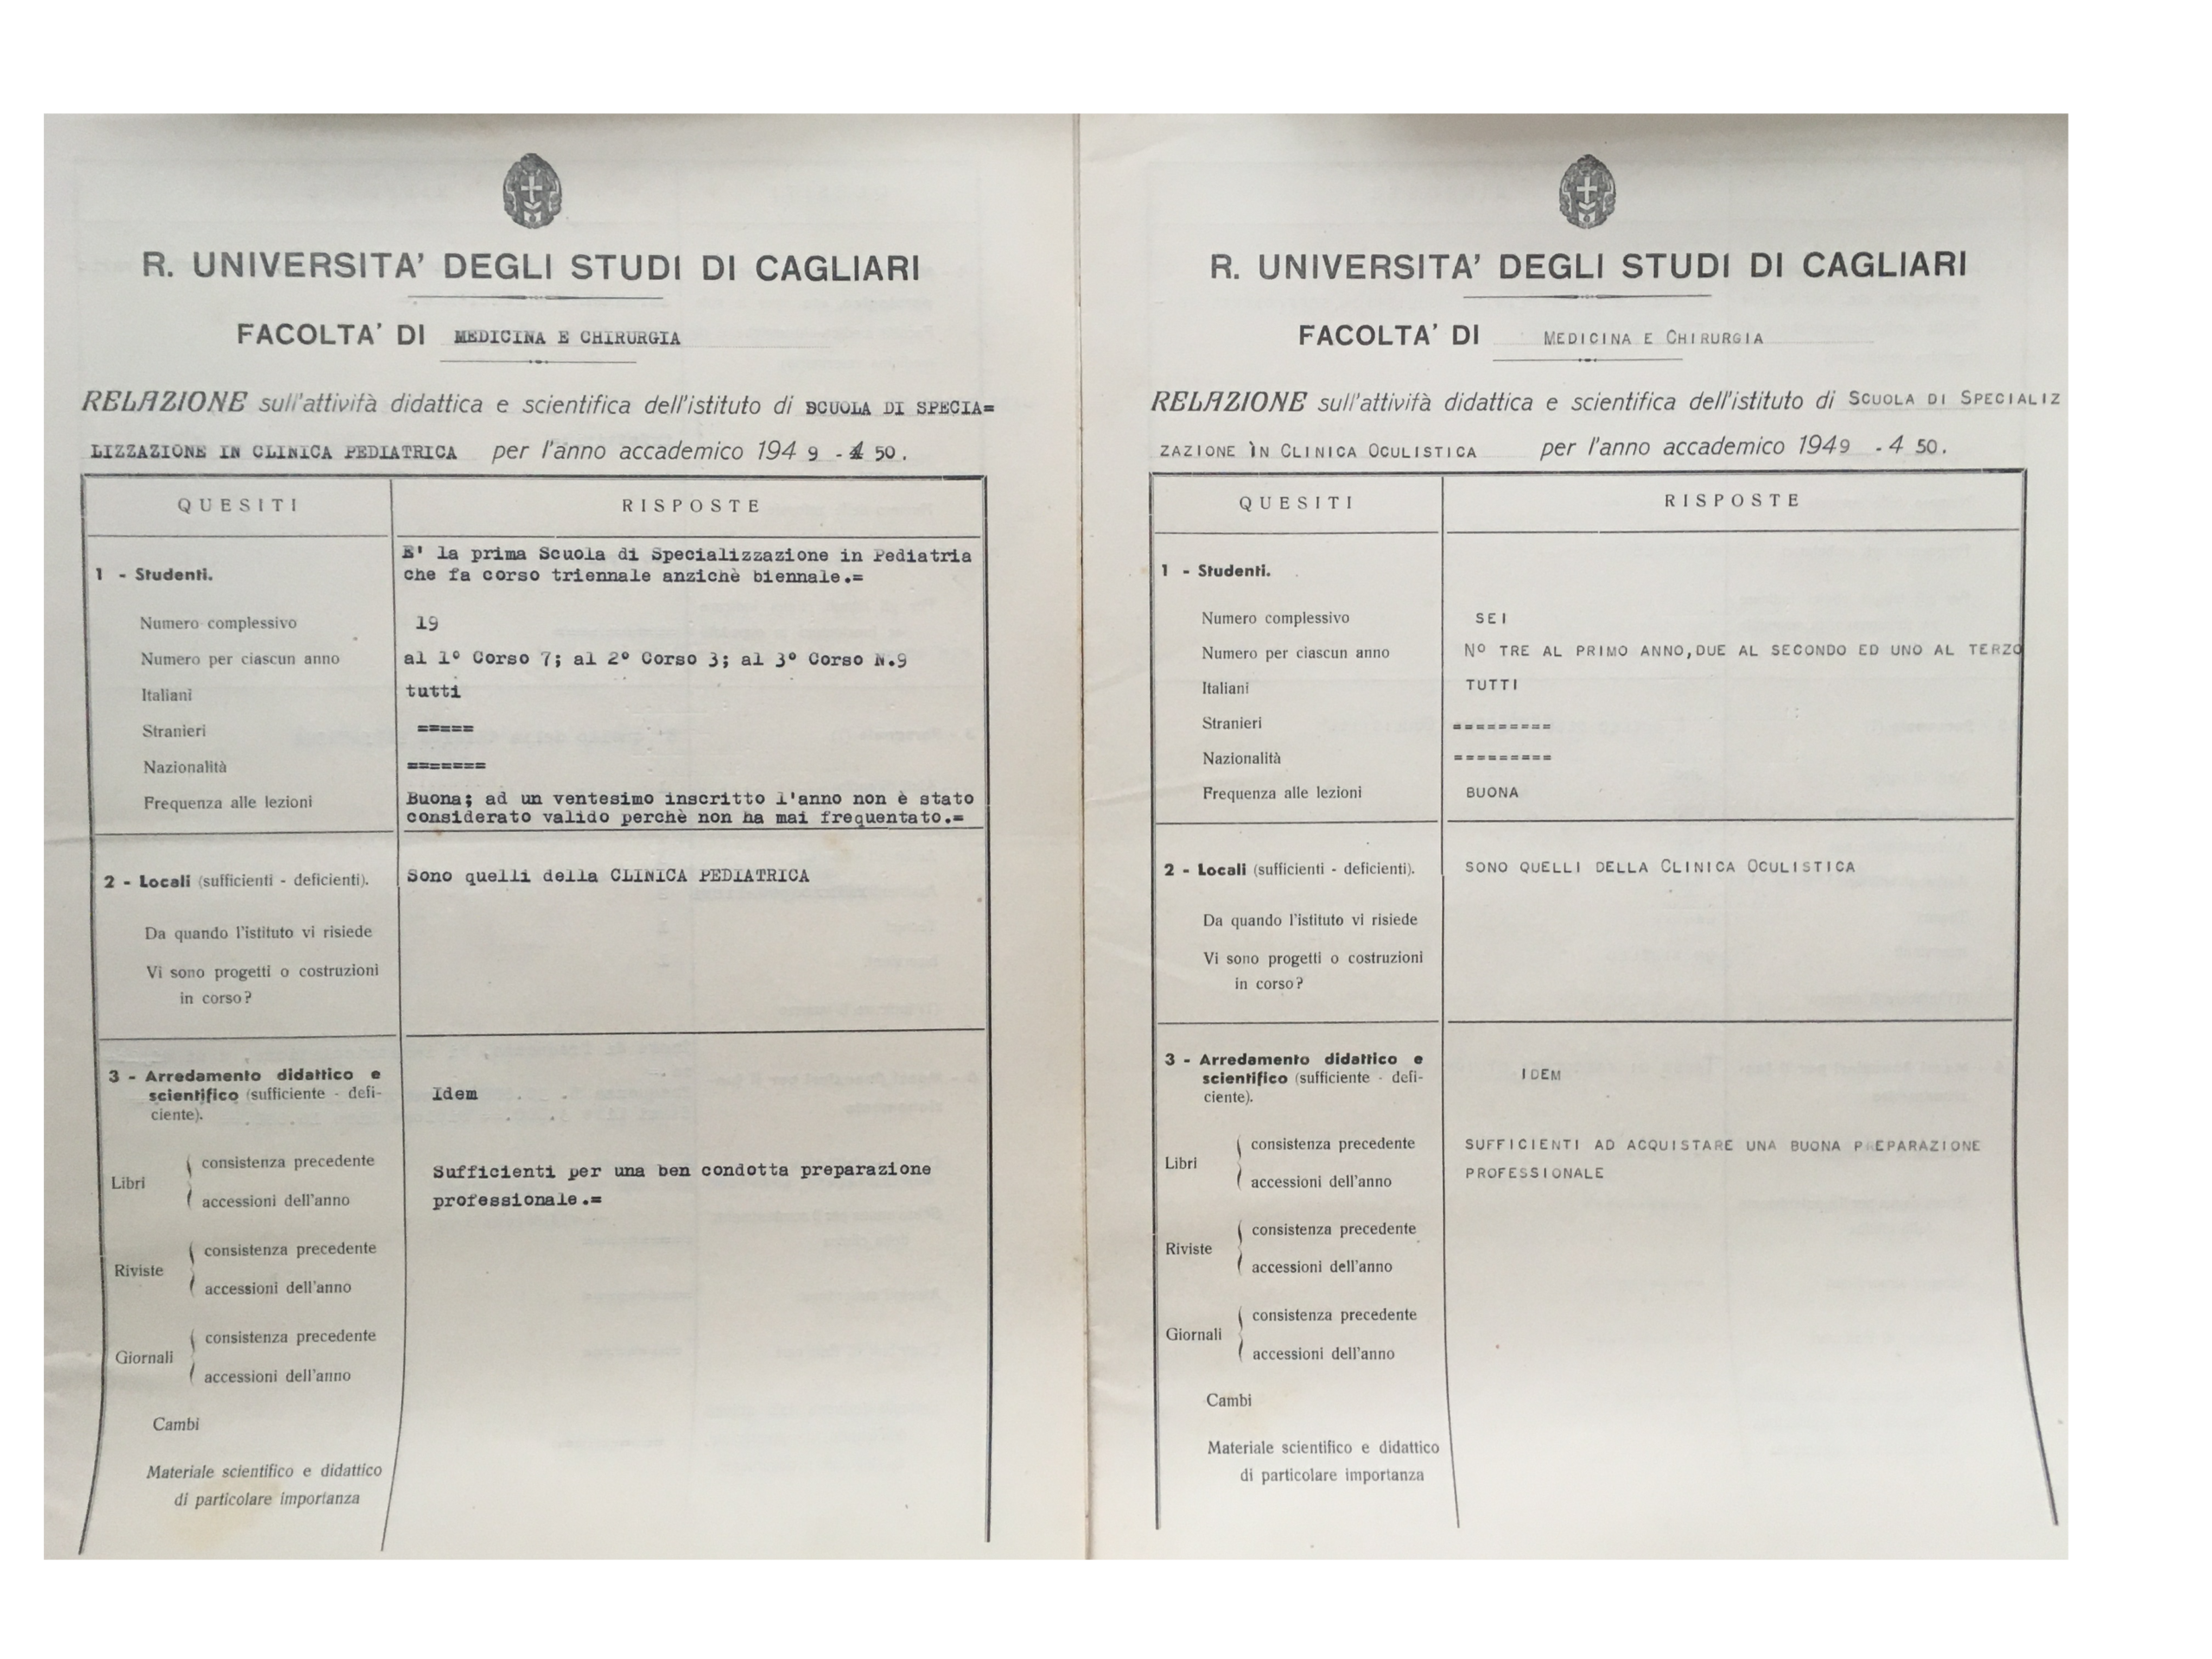 R. UNIVERSITA' DEGLI STUDI DI CAGLIARI
FACOLTA' DI MEDICINA E CHIRURGIA
RELAZIONE sull'attività didattica e scientifica dell'istituto di SCUOLA DI SPECIA=
LIZZAZIONE IN CLINICA PEDIATRICA per l'anno accademico 194 9 - 4 50.
QUESITI RISPOSTE
E' la prima Scuola di Specializzazione in Pediatria
1 - Studenti. che fa corso triennale anzichè biennale.=
Numero complessivo 19
Numero per ciascun anno al 1º Corso 7; al 2º Corso 3; al 3º Corso N.9
Italiani tutti
Stranieri =====
Nazionalità =======
Frequenza alle lezioni Buona; ad un ventesimo inscritto l'anno non è stato
considerato valido perchè non ha mai frequentato.=
2 - Locali (sufficienti - deficienti). Sono quelli della CLINICA PEDIATRICA
Da quando l'istituto vi risiede
Vi sono progetti o costruzioni
in corso?
3 - Arredamento didattico e
scientifico (sufficiente - defi- Idem
ciente).
Libri consistenza precedente Sufficienti per una ben condotta preparazione
accessioni dell'anno professionale.=
Riviste consistenza precedente
accessioni dell'anno
Giornali consistenza precedente
accessioni dell'anno
Cambi
Materiale scientifico e didattico
di particolare importanza
R. UNIVERSITA' DEGLI STUDI DI CAGLIARI
FACOLTA' DI MEDICINA E CHIRURGIA
RELAZIONE sull'attività didattica e scientifica dell'istituto di SCUOLA DI SPECIALIZ
ZAZIONE IN CLINICA OCULISTICA per l'anno accademico 1949 - 4 50.
QUESITI RISPOSTE
1 - Studenti.
Numero complessivo SEI
Numero per ciascun anno Nº TRE AL PRIMO ANNO,DUE AL SECONDO ED UNO AL TERZO
Italiani TUTTI
Stranieri =========
Nazionalità =========
Frequenza alle lezioni BUONA
2 - Locali (sufficienti - deficienti). SONO QUELLI DELLA CLINICA OCULISTICA
Da quando l'istituto vi risiede
Vi sono progetti o costruzioni
in corso?
3 - Arredamento didattico e
scientifico (sufficiente - defi- IDEM
ciente).
Libri consistenza precedente SUFFICIENTI AD ACQUISTARE UNA BUONA PREPARAZIONE
accessioni dell'anno PROFESSIONALE
Riviste consistenza precedente
accessioni dell'anno
Giornali consistenza precedente
accessioni dell'anno
Cambi
Materiale scientifico e didattico
di particolare importanza